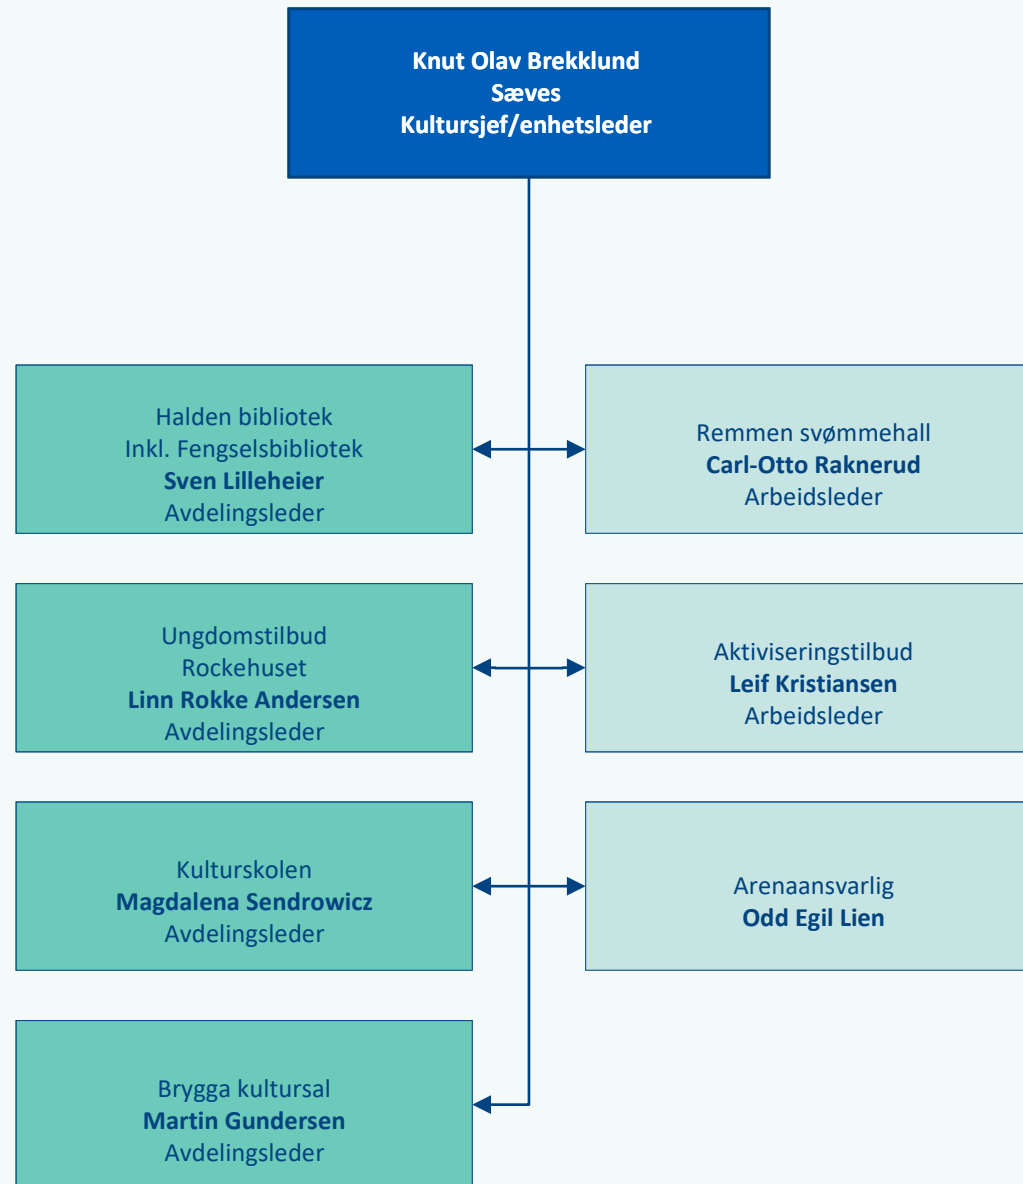 Knut Olav Brekklund
Sæves
Kultursjef/enhetsleder
Halden bibliotek
Inkl. Fengselsbibliotek
Sven Lilleheier
Avdelingsleder
Remmen svømmehall
Carl-Otto Raknerud
Arbeidsleder
Ungdomstilbud
Rockehuset
Linn Rokke Andersen
Avdelingsleder
Aktiviseringstilbud
Leif Kristiansen
Arbeidsleder
Kulturskolen
Magdalena Sendrowicz
Avdelingsleder
Arenaansvarlig
Odd Egil Lien
Brygga kultursal
Martin Gundersen
Avdelingsleder